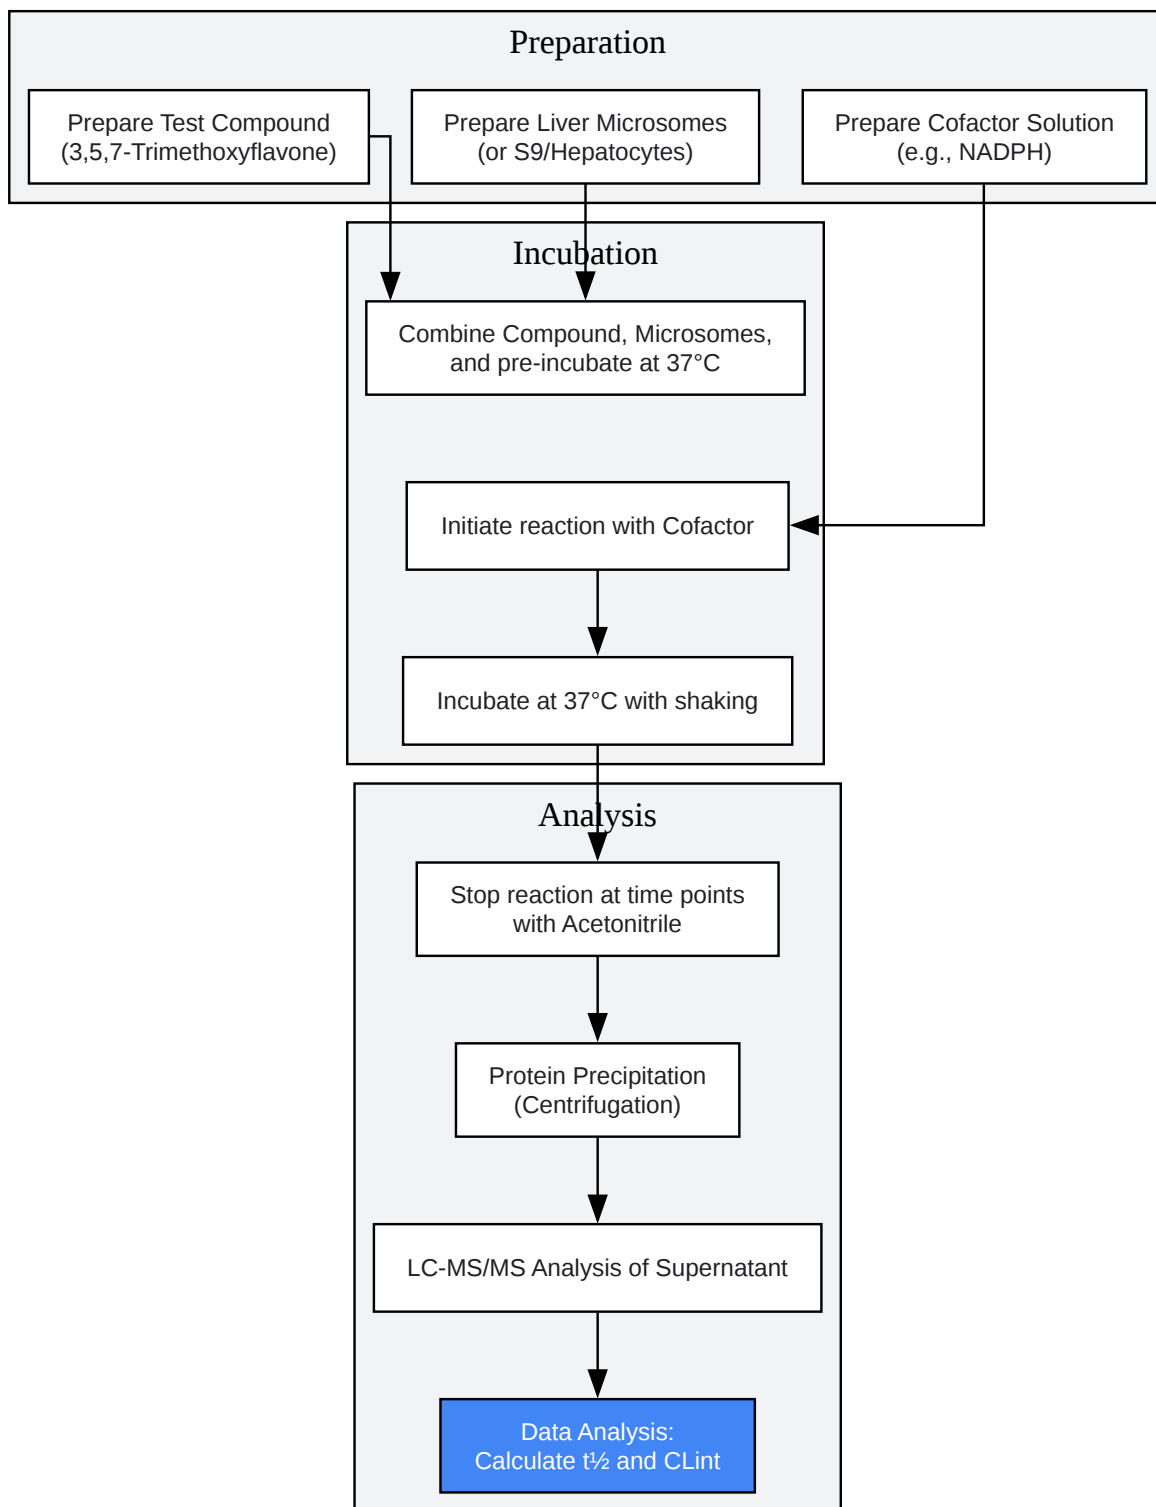 Preparation
Prepare Test Compound
(3,5,7-Trimethoxyflavone)
Prepare Liver Microsomes
(or S9/Hepatocytes)
Prepare Cofactor Solution
(e.g., NADPH)
Incubation
Combine Compound, Microsomes,
and pre-incubate at 37°C
Initiate reaction with Cofactor
Incubate at 37°C with shaking
Analysis
Stop reaction at time points
with Acetonitrile
Protein Precipitation
(Centrifugation)
LC-MS/MS Analysis of Supernatant
Data Analysis:
Calculate t½ and CLint